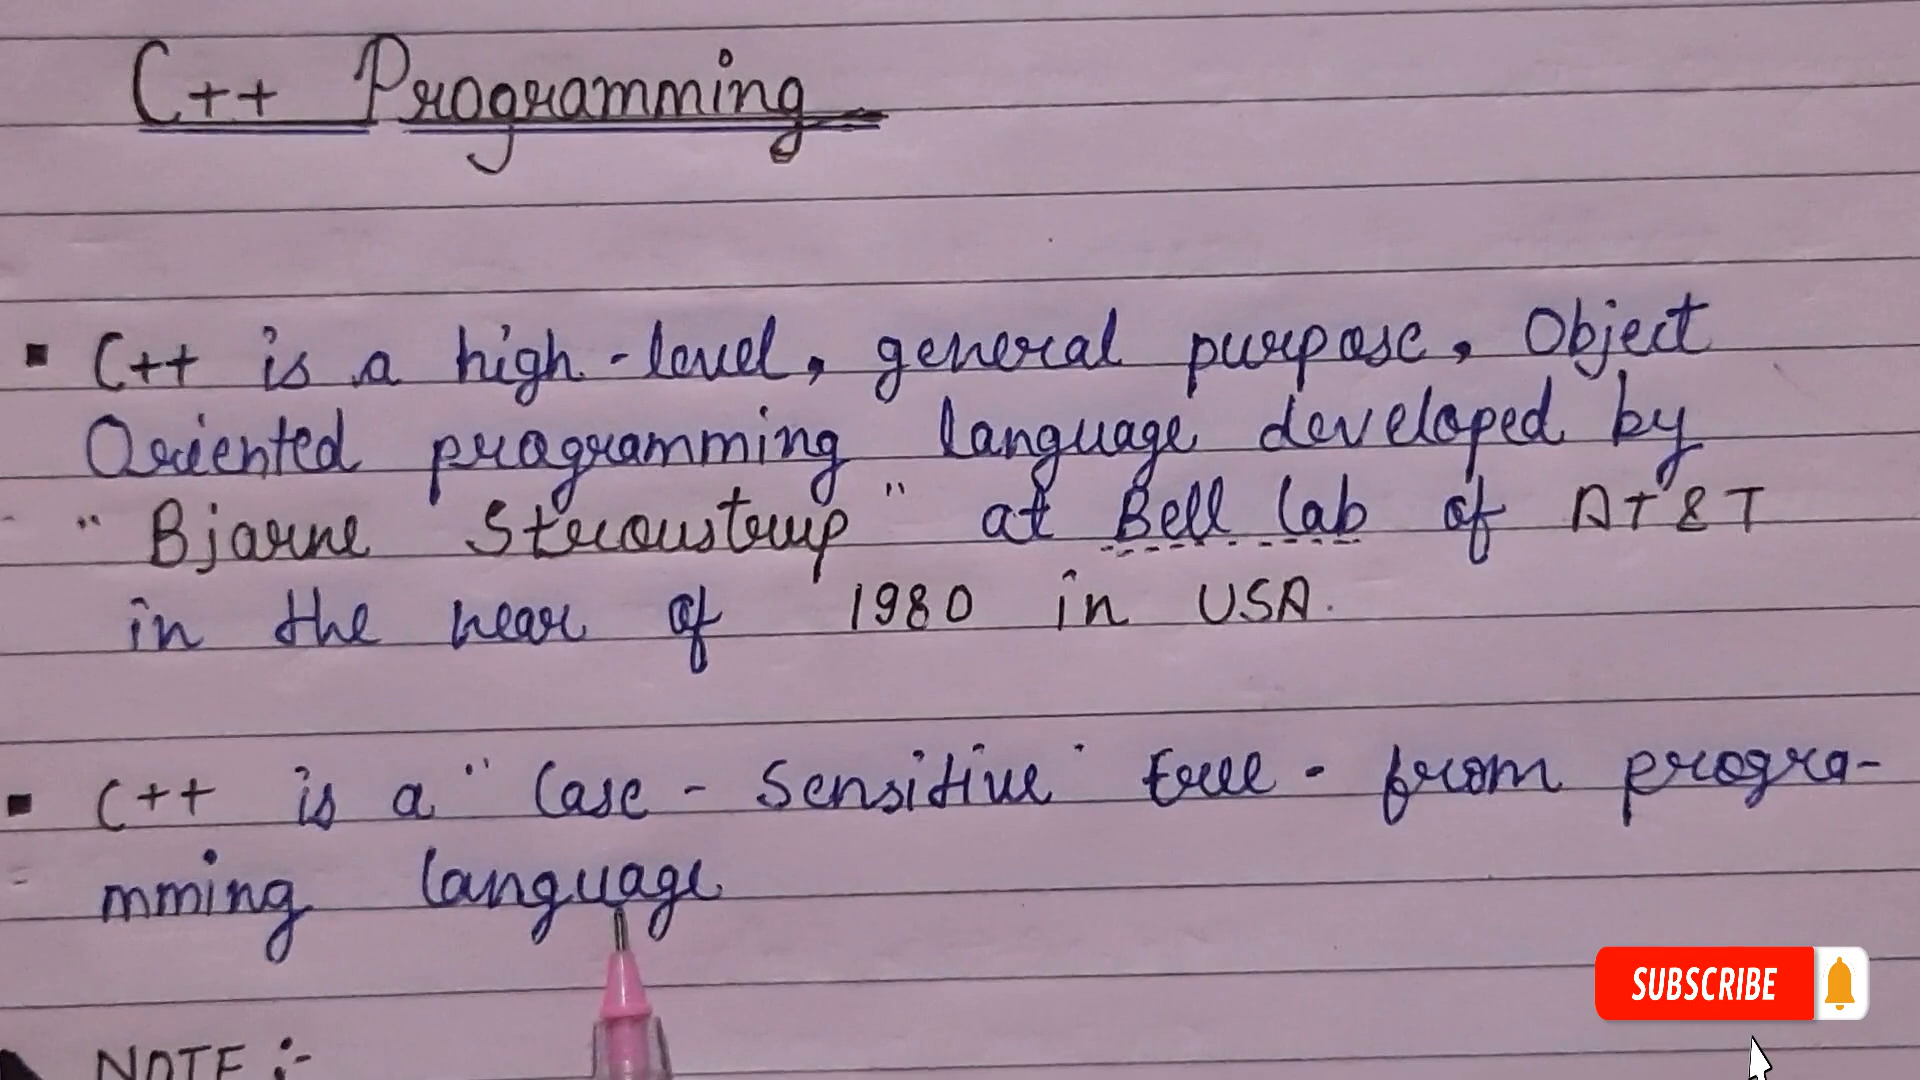 C++ Programming
▪ C++ is a high-level, general purpose, Object
Oriented programming language developed by
" Bjarne Stroustrup " at Bell Lab of AT&T
in the near of 1980 in USA.
▪ C++ is a " Case - Sensitive " free - from progra-
mming language
SUBSCRIBE
NOTE :-